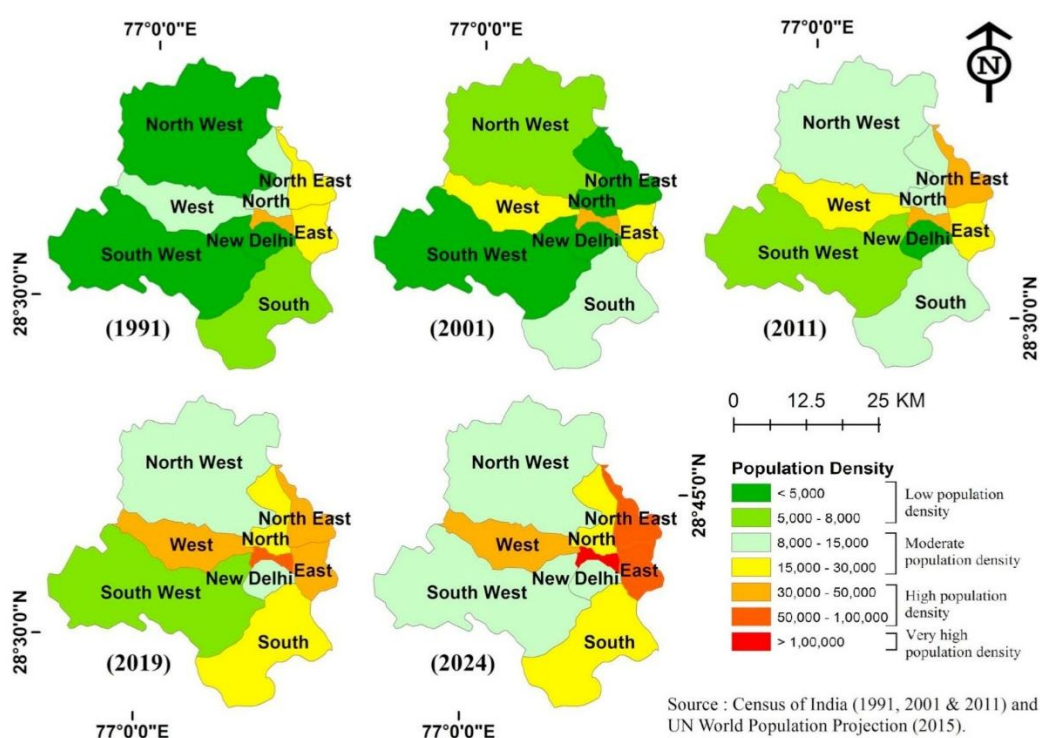 77°0'0"E
77°0'0"E
77°0'0"E
N
North West
North East
North
West
New Delhi
East
South West
South
(1991)
North West
North East
North
West
New Delhi
East
South West
South
(2001)
North West
North East
North
West
New Delhi
East
South West
South
(2011)
28°30'0"N
28°30'0"N
North West
North East
North
West
New Delhi
East
South West
South
(2019)
North West
North East
North
West
New Delhi
East
South West
South
(2024)
28°30'0"N
28°45'0"N
77°0'0"E
77°0'0"E
0 12.5 25 KM
Population Density
< 5,000
5,000 - 8,000
Low population
density
8,000 - 15,000
15,000 - 30,000
Moderate
population density
30,000 - 50,000
50,000 - 1,00,000
High population
density
> 1,00,000
Very high
population density
Source : Census of India (1991, 2001 & 2011) and
UN World Population Projection (2015).